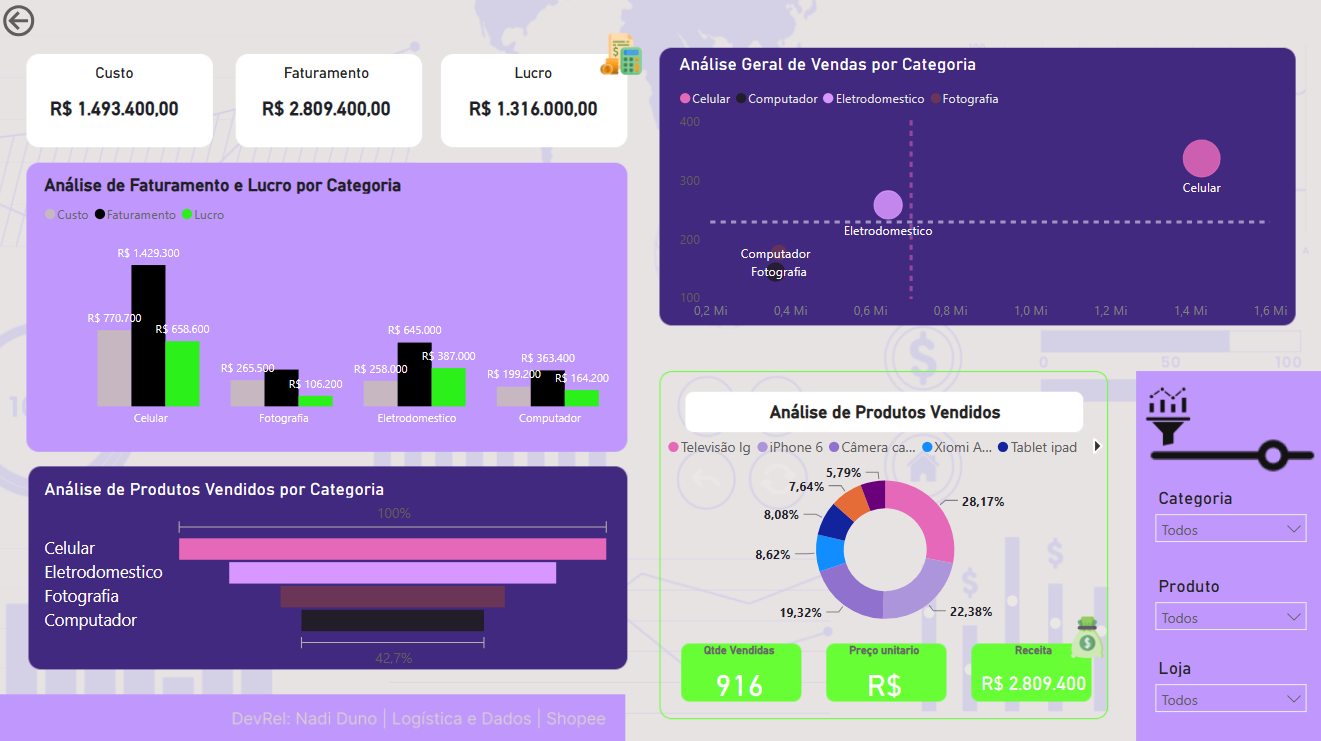 Custo
R$ 1.493.400,00
Faturamento
R$ 2.809.400,00
Lucro
R$ 1.316.000,00
Análise de Faturamento e Lucro por Categoria
Custo Faturamento Lucro
R$ 1.429.300
R$ 770.700
R$ 658.600
R$ 265.500
R$ 106.200
R$ 645.000
R$ 258.000
R$ 387.000
R$ 363.400
R$ 199.200
R$ 164.200
Celular Fotografia Eletrodomestico Computador
Análise de Produtos Vendidos por Categoria
100%
Celular
Eletrodomestico
Fotografia
Computador
42,7%
DevRel: Nadi Duno | Logística e Dados | Shopee
Análise Geral de Vendas por Categoria
Celular Computador Eletrodomestico Fotografia
400
300
200
100
Celular
Eletrodomestico
Computador
Fotografia
0,2 Mi 0,4 Mi 0,6 Mi 0,8 Mi 1,0 Mi 1,2 Mi 1,4 Mi 1,6 Mi
0 50 100
Análise de Produtos Vendidos
Televisão lg iPhone 6 Câmera ca... Xiomi A... Tablet ipad
5,79%
7,64%
8,08%
8,62%
19,32%
28,17%
22,38%
Qtde Vendidas
916
Preço unitario
R$
Receita
R$ 2.809.400
Categoria
Todos
Produto
Todos
Loja
Todos